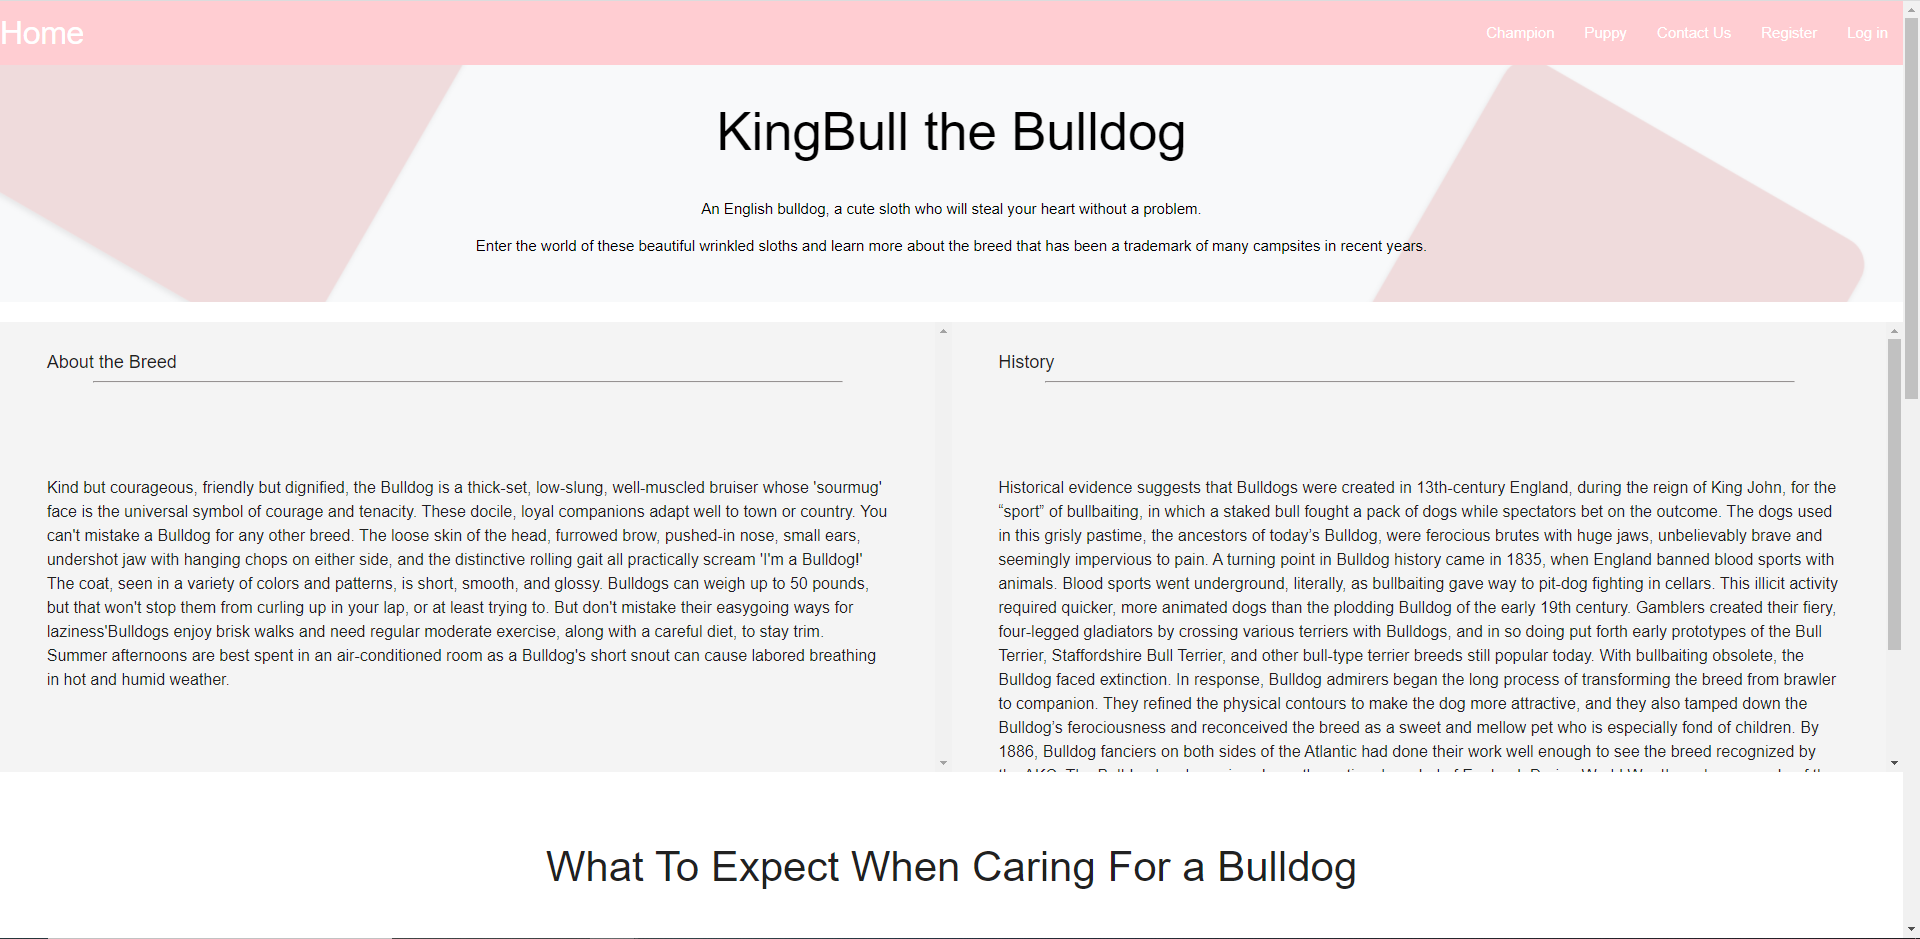 Home
Champion Puppy Contact Us Register Log in
KingBull the Bulldog
An English bulldog, a cute sloth who will steal your heart without a problem.
Enter the world of these beautiful wrinkled sloths and learn more about the breed that has been a trademark of many campsites in recent years.
About the Breed
Kind but courageous, friendly but dignified, the Bulldog is a thick-set, low-slung, well-muscled bruiser whose 'sourmug'
face is the universal symbol of courage and tenacity. These docile, loyal companions adapt well to town or country. You
can't mistake a Bulldog for any other breed. The loose skin of the head, furrowed brow, pushed-in nose, small ears,
undershot jaw with hanging chops on either side, and the distinctive rolling gait all practically scream 'I'm a Bulldog!'
The coat, seen in a variety of colors and patterns, is short, smooth, and glossy. Bulldogs can weigh up to 50 pounds,
but that won't stop them from curling up in your lap, or at least trying to. But don't mistake their easygoing ways for
laziness'Bulldogs enjoy brisk walks and need regular moderate exercise, along with a careful diet, to stay trim.
Summer afternoons are best spent in an air-conditioned room as a Bulldog's short snout can cause labored breathing
in hot and humid weather.
History
Historical evidence suggests that Bulldogs were created in 13th-century England, during the reign of King John, for the
“sport” of bullbaiting, in which a staked bull fought a pack of dogs while spectators bet on the outcome. The dogs used
in this grisly pastime, the ancestors of today’s Bulldog, were ferocious brutes with huge jaws, unbelievably brave and
seemingly impervious to pain. A turning point in Bulldog history came in 1835, when England banned blood sports with
animals. Blood sports went underground, literally, as bullbaiting gave way to pit-dog fighting in cellars. This illicit activity
required quicker, more animated dogs than the plodding Bulldog of the early 19th century. Gamblers created their fiery,
four-legged gladiators by crossing various terriers with Bulldogs, and in so doing put forth early prototypes of the Bull
Terrier, Staffordshire Bull Terrier, and other bull-type terrier breeds still popular today. With bullbaiting obsolete, the
Bulldog faced extinction. In response, Bulldog admirers began the long process of transforming the breed from brawler
to companion. They refined the physical contours to make the dog more attractive, and they also tamped down the
Bulldog’s ferociousness and reconceived the breed as a sweet and mellow pet who is especially fond of children. By
1886, Bulldog fanciers on both sides of the Atlantic had done their work well enough to see the breed recognized by
What To Expect When Caring For a Bulldog